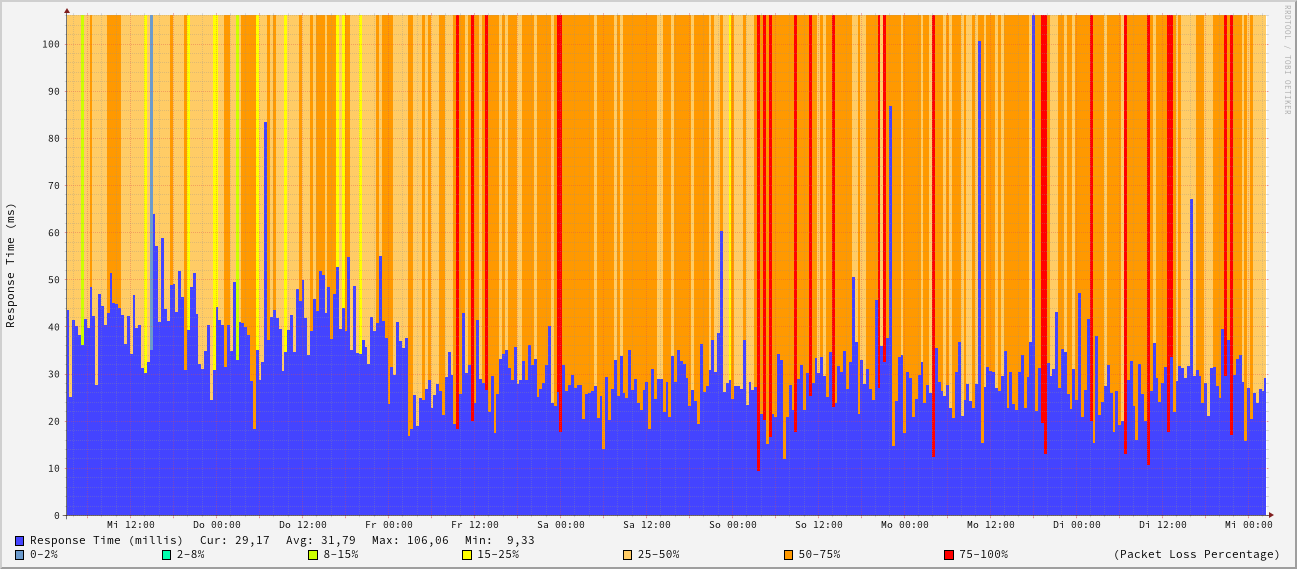 RRDTOOL / TOBI OETIKER
Response Time (ms)
100
90
80
70
60
50
40
30
20
10
0
Mi 12:00 Do 00:00 Do 12:00 Fr 00:00 Fr 12:00 Sa 00:00 Sa 12:00 So 00:00 So 12:00 Mo 00:00 Mo 12:00 Di 00:00 Di 12:00 Mi 00:00
Response Time (millis) Cur: 29,17 Avg: 31,79 Max: 106,06 Min: 9,33
0-2% 2-8% 8-15% 15-25% 25-50% 50-75% 75-100% (Packet Loss Percentage)